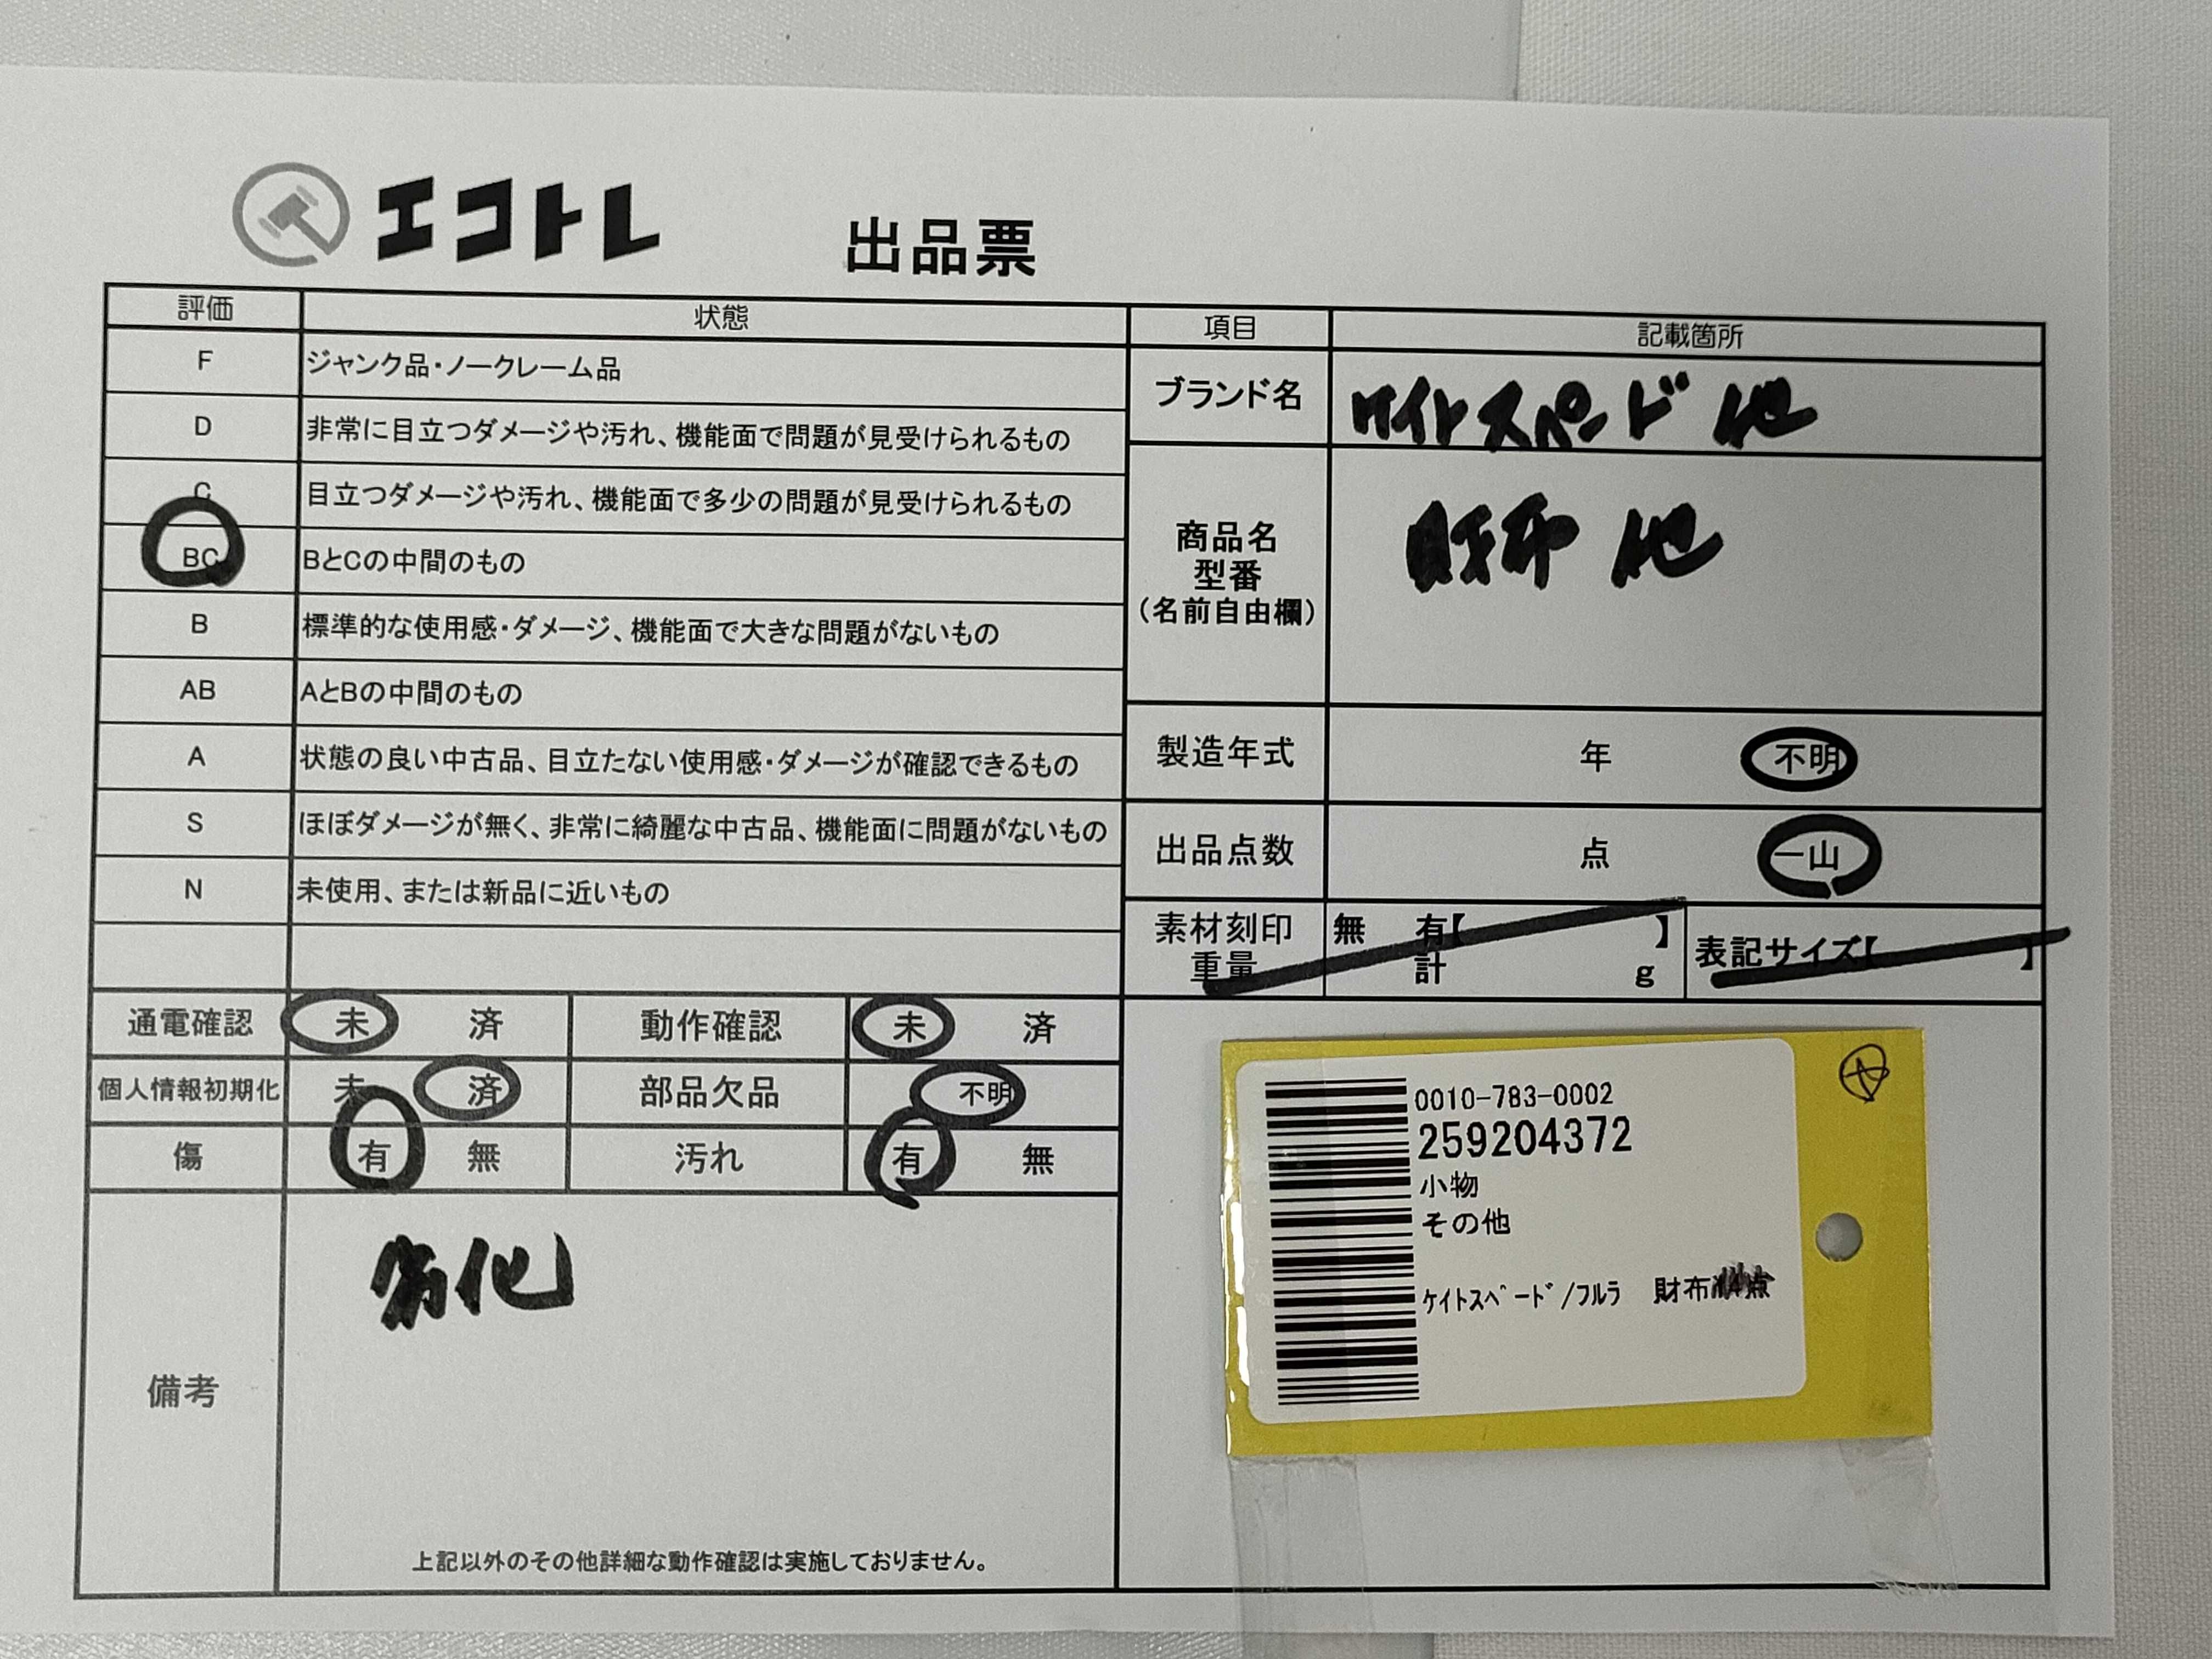 エコトレ
出品票
評価 状態
F ジャンク品・ノークレーム品
D 非常に目立つダメージや汚れ、機能面で問題が見受けられるもの
C 目立つダメージや汚れ、機能面で多少の問題が見受けられるもの
BC BとCの中間のもの
B 標準的な使用感・ダメージ、機能面で大きな問題がないもの
AB AとBの中間のもの
A 状態の良い中古品、目立たない使用感・ダメージが確認できるもの
S ほぼダメージが無く、非常に綺麗な中古品、機能面に問題がないもの
N 未使用、または新品に近いもの
項目 記載箇所
ブランド名 ケイトスペード 他
商品名
型番
(名前自由欄)
財布 他
製造年式 年 不明
出品点数 点 一山
素材刻印 無 有【 】
重量 計 g
表記サイズ【 】
通電確認 未 済 動作確認 未 済
個人情報初期化 未 済 部品欠品 不明
傷 有 無 汚れ 有 無
備考
劣化
上記以外のその他詳細な動作確認は実施しておりません。
0010-783-0002
259204372
小物
その他
ｹｲﾄｽﾍﾟｰﾄﾞ/ﾌﾙﾗ 財布 点